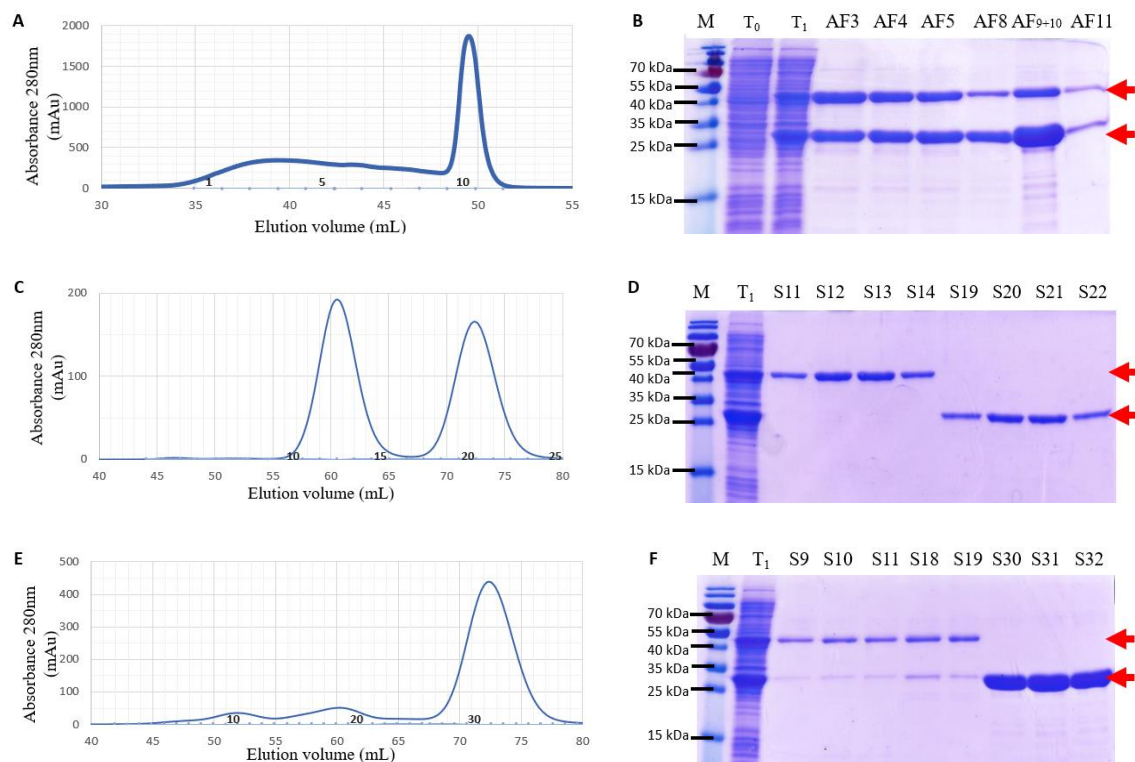 A
2000
1500
1000
500
0
Absorbance 280nm
(mAu)
1 5 10
30 35 40 45 50 55
Elution volume (mL)
B
M T₀ T₁ AF3 AF4 AF5 AF8 AF₉₊₁₀ AF11
70 kDa
55 kDa
40 kDa
35 kDa
25 kDa
15 kDa
C
200
100
0
Absorbance 280nm
(mAu)
10 15 20 25
40 45 50 55 60 65 70 75 80
Elution volume (mL)
D
M T₁ S11 S12 S13 S14 S19 S20 S21 S22
70 kDa
55 kDa
40 kDa
35 kDa
25 kDa
15 kDa
E
500
400
300
200
100
0
Absorbance 280nm
(mAu)
10 20 30
40 45 50 55 60 65 70 75 80
Elution volume (mL)
F
M T₁ S9 S10 S11 S18 S19 S30 S31 S32
70 kDa
55 kDa
40 kDa
35 kDa
25 kDa
15 kDa